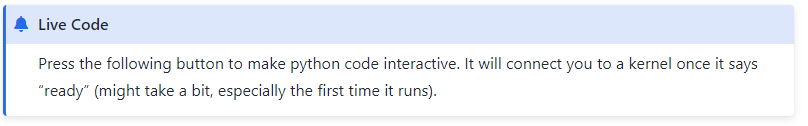 Live Code
Press the following button to make python code interactive. It will connect you to a kernel once it says
“ready” (might take a bit, especially the first time it runs).